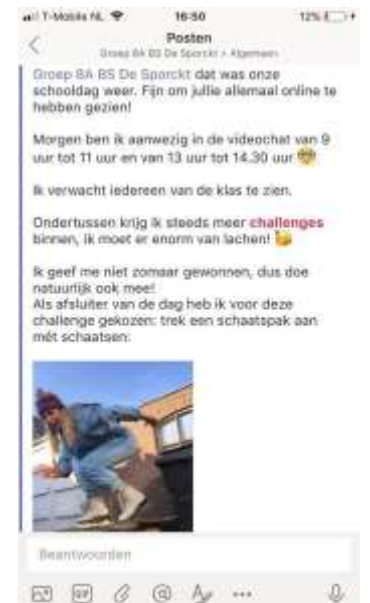 T-Mobile NL
16:50
12%
Posten
Groep 8A BS De Sporckt > Algemeen
Groep 8A BS De Sporckt dat was onze
schooldag weer. Fijn om jullie allemaal online te
hebben gezien!
Morgen ben ik aanwezig in de videochat van 9
uur tot 11 uur en van 13 uur tot 14.30 uur
Ik verwacht iedereen van de klas te zien.
Ondertussen krijg ik steeds meer challenges
binnen, ik moet er enorm van lachen!
Ik geef me niet zomaar gewonnen, dus doe
natuurlijk ook mee!
Als afsluiter van de dag heb ik voor deze
challenge gekozen: trek een schaatspak aan
mét schaatsen:
Beantwoorden
GIF